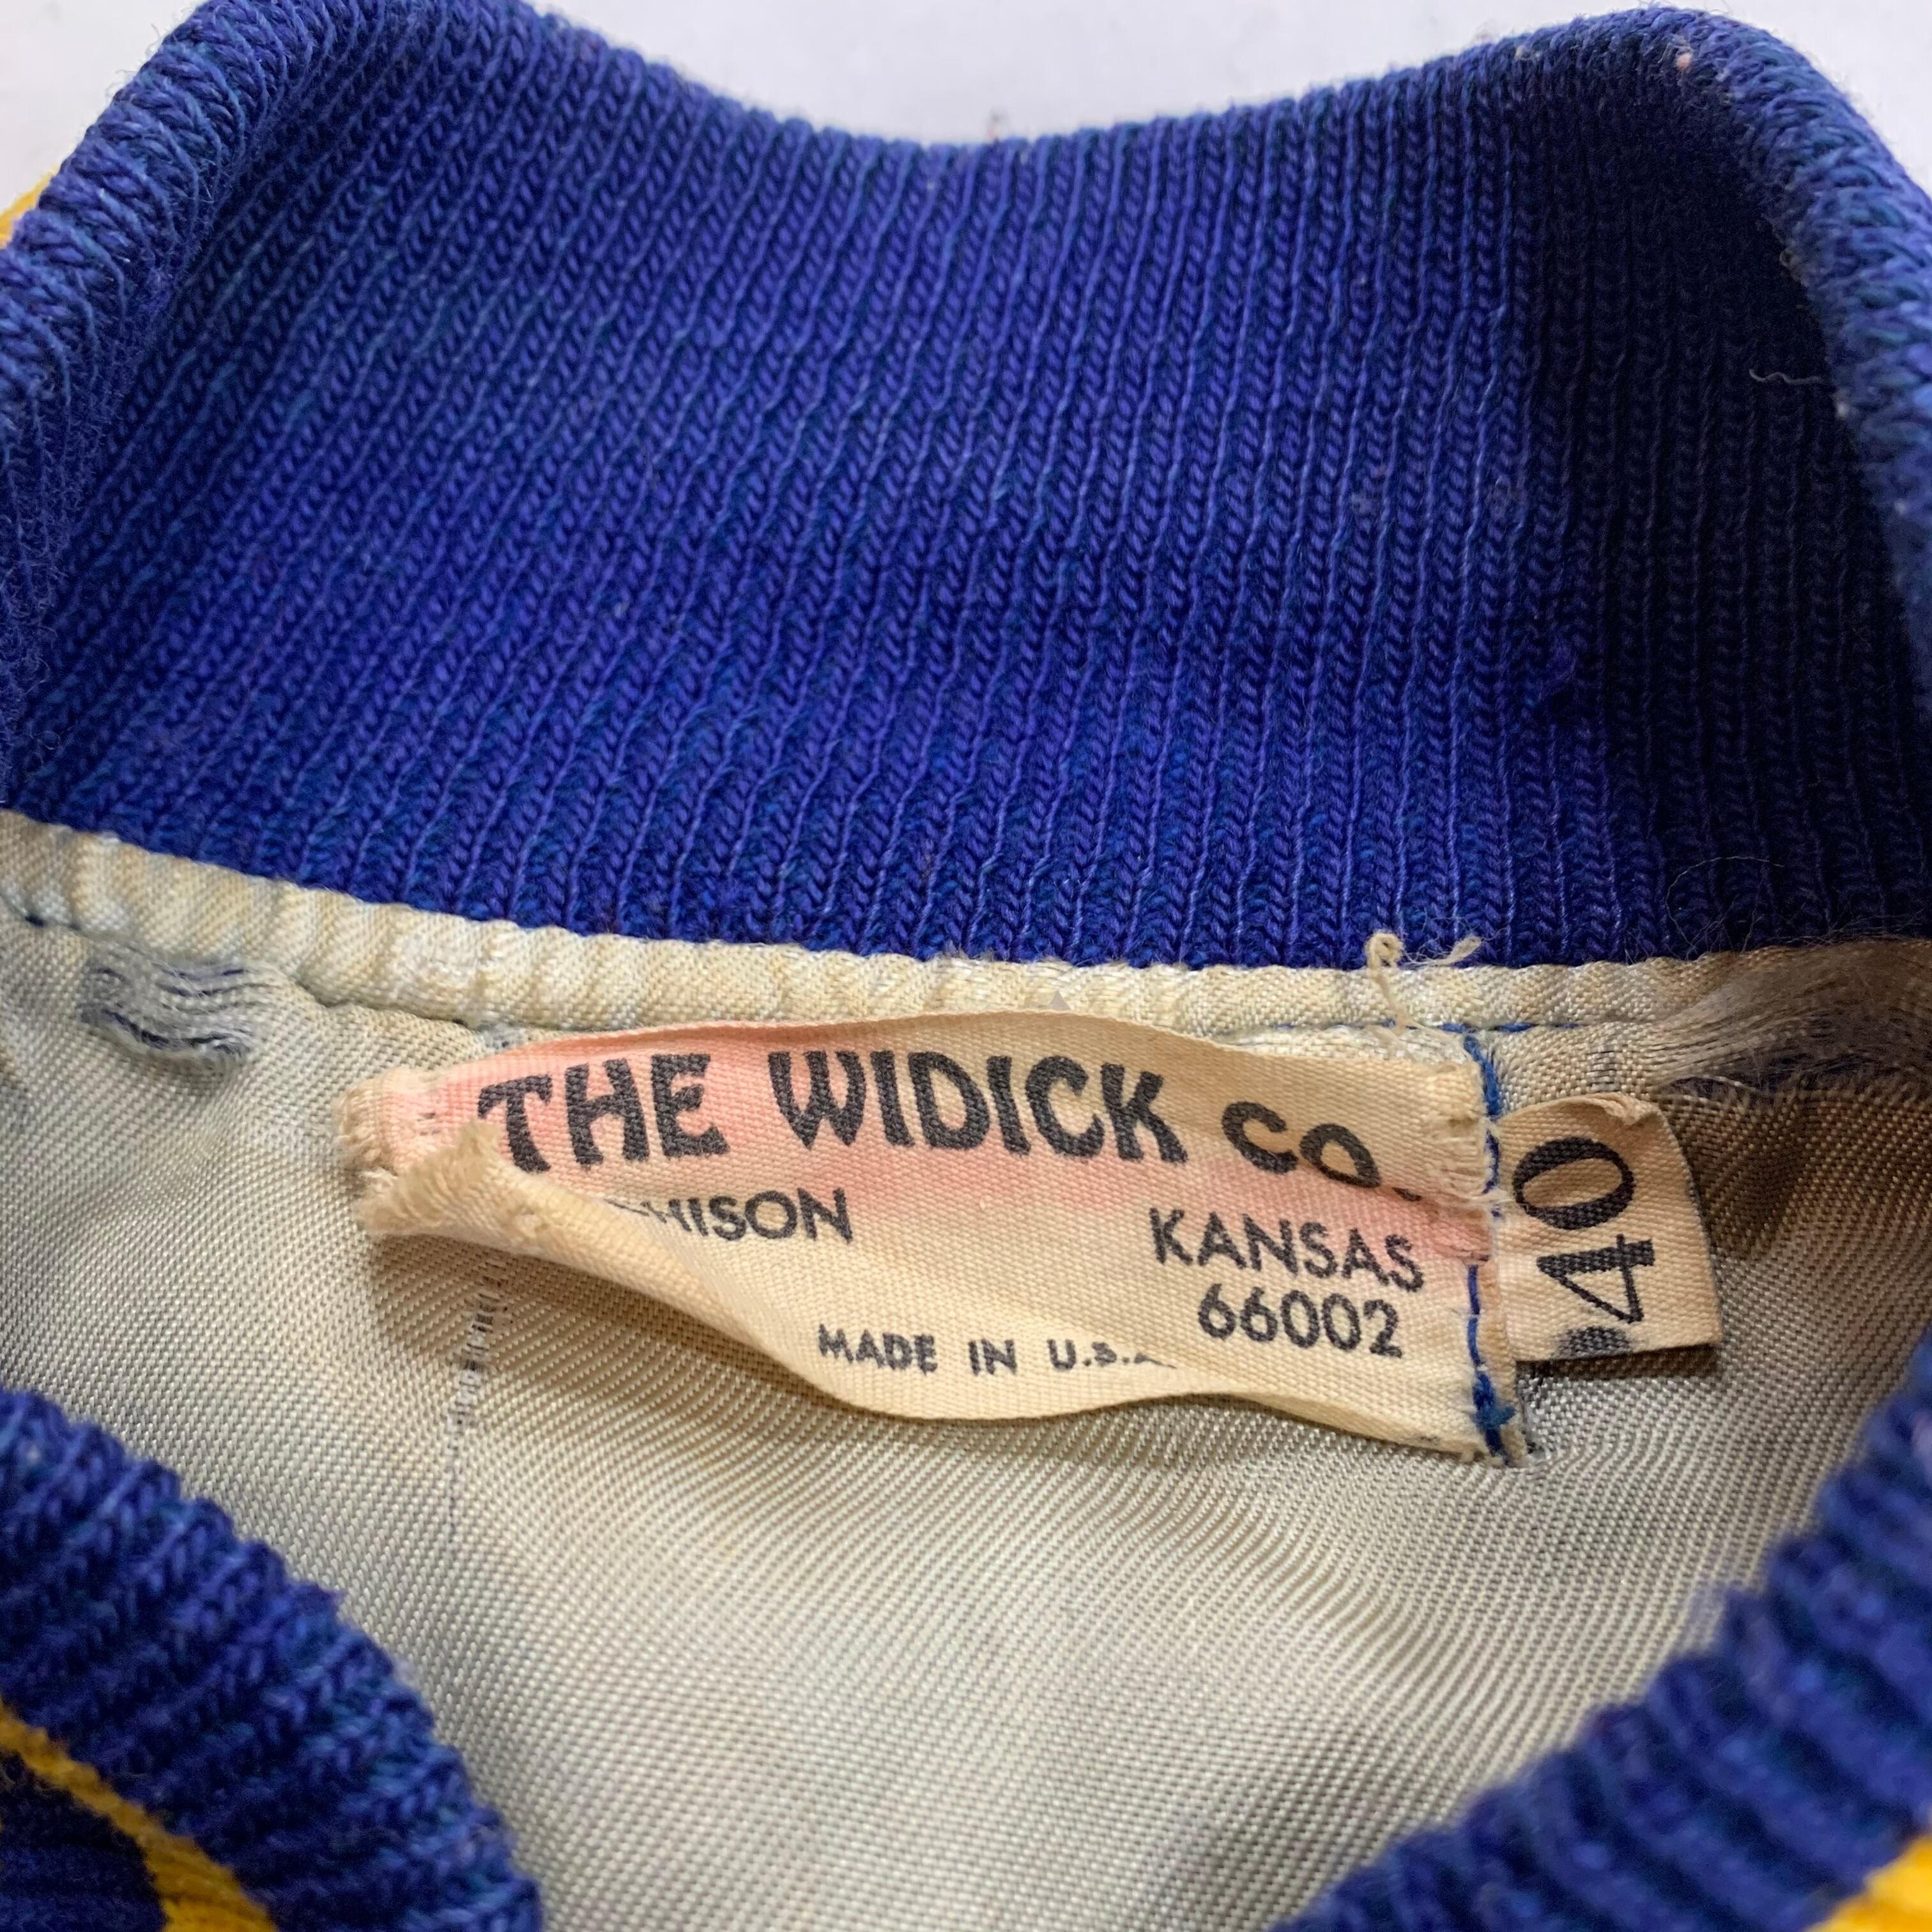 THE WIDICK CO.
KANSAS
66002
MADE IN U.S.
40